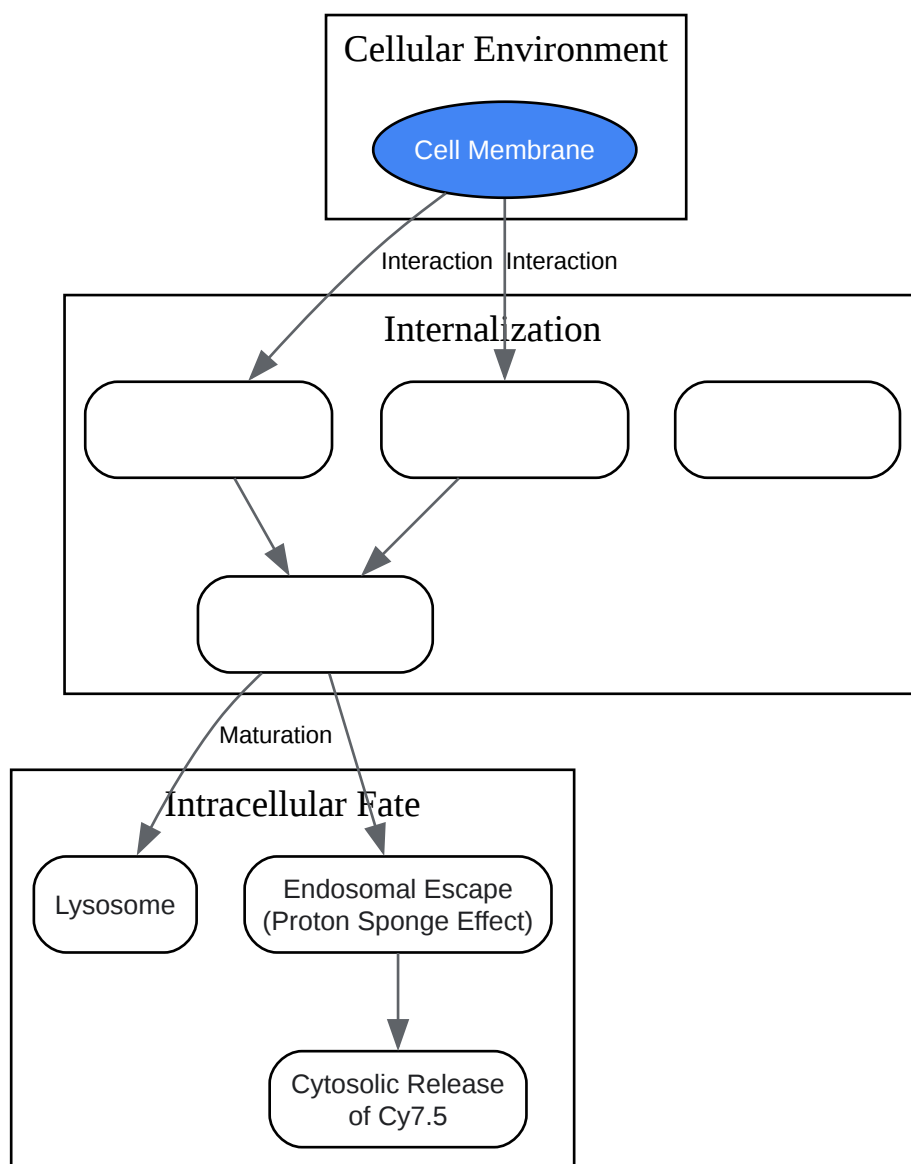 Cellular Environment
Cell Membrane
Interaction
Interaction
Internalization
Maturation
Intracellular Fate
Lysosome
Endosomal Escape
(Proton Sponge Effect)
Cytosolic Release
of Cy7.5